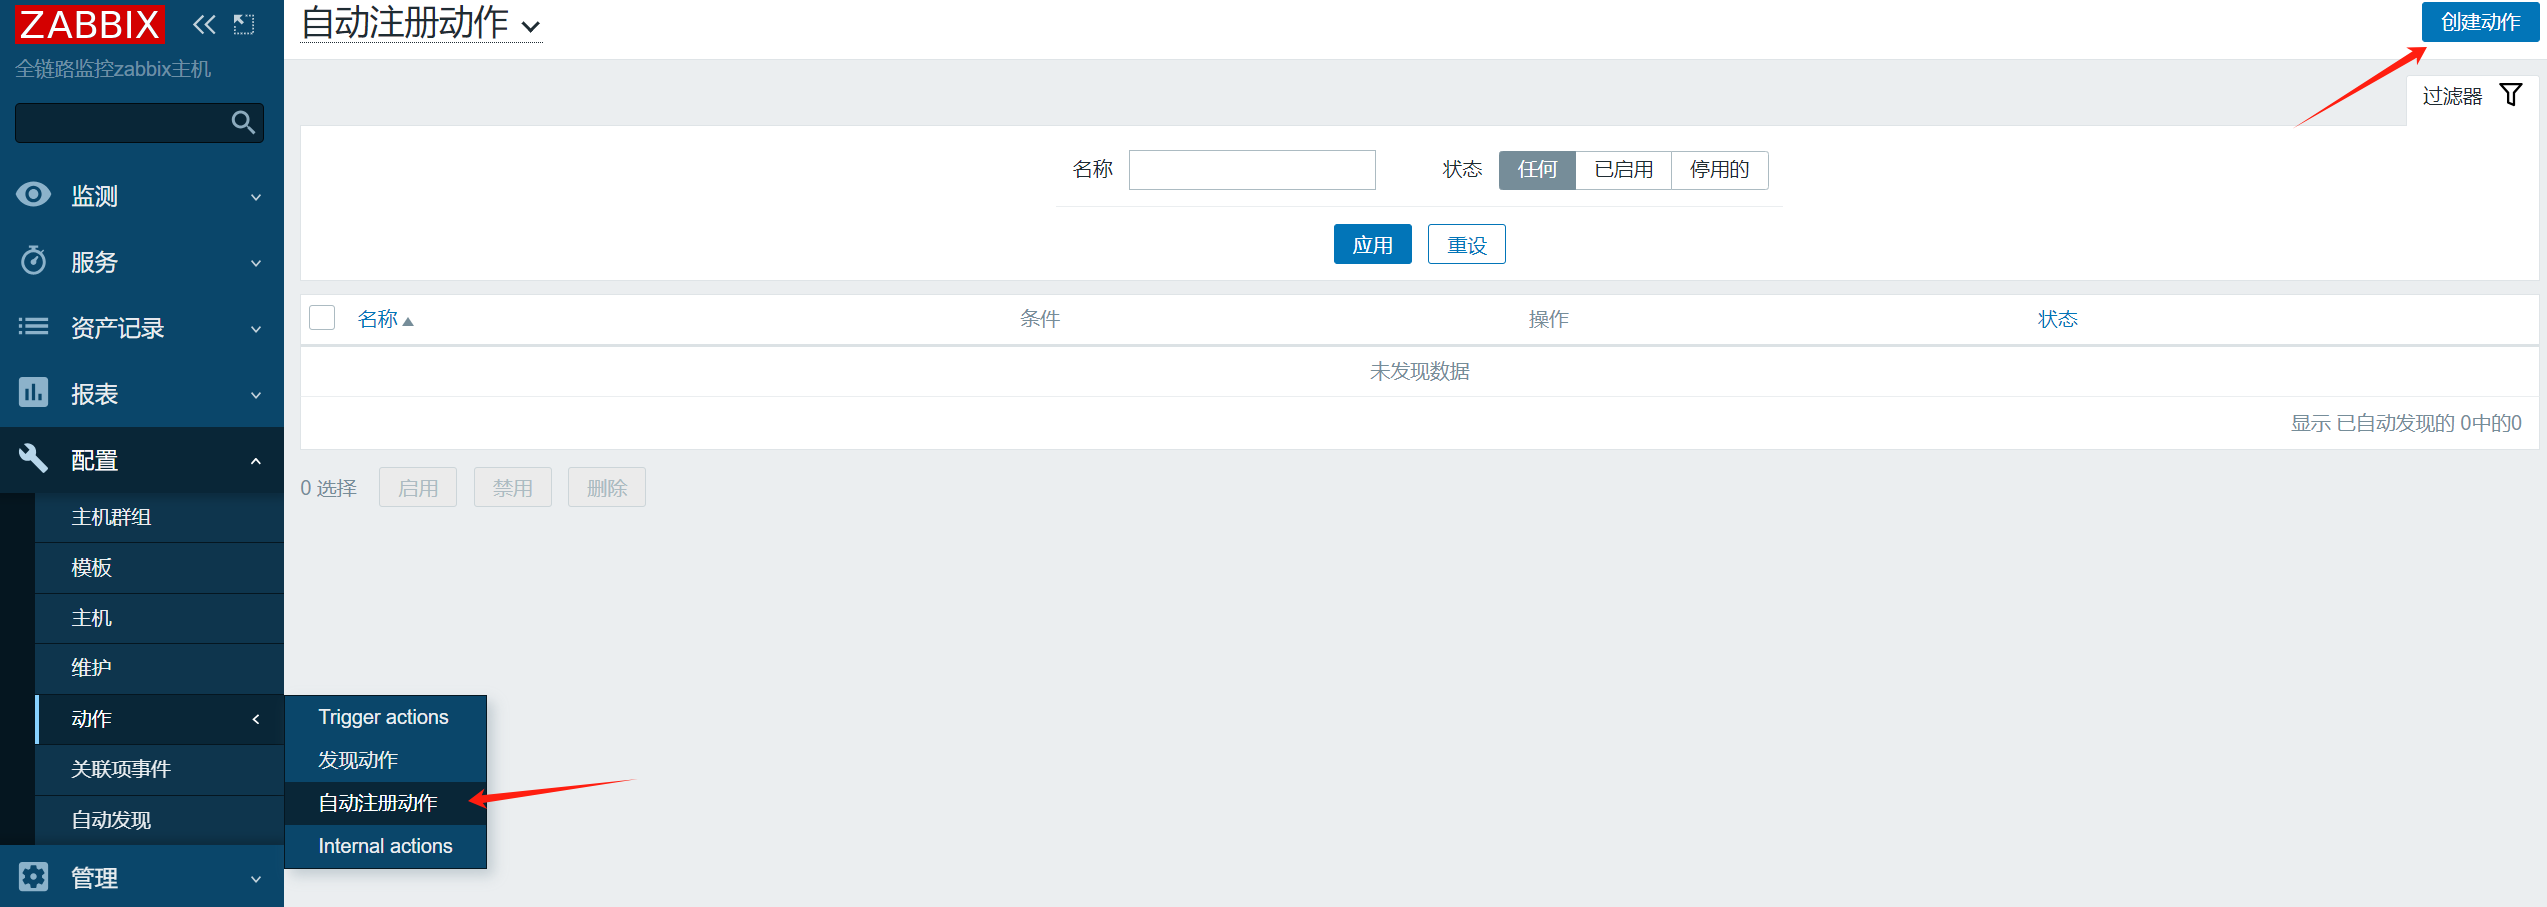 ZABBIX
全链路监控zabbix主机
监测
服务
资产记录
报表
配置
主机群组
模板
主机
维护
动作
关联项事件
自动发现
管理
Trigger actions
发现动作
自动注册动作
Internal actions
自动注册动作
创建动作
过滤器
名称
状态 任何 已启用 停用的
应用 重设
名称 条件 操作 状态
未发现数据
显示 已自动发现的 0中的0
0 选择 启用 禁用 删除